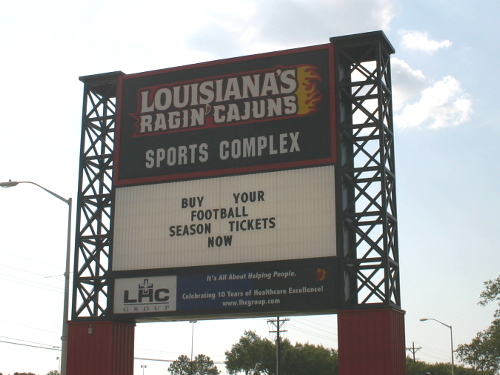 LOUISIANA'S
RAGIN' CAJUNS
SPORTS COMPLEX
BUY YOUR
FOOTBALL
SEASON TICKETS
NOW
It's All About Helping People.
LHC
GROUP
Celebrating 10 Years of Healthcare Excellence!
www.lhcgroup.com